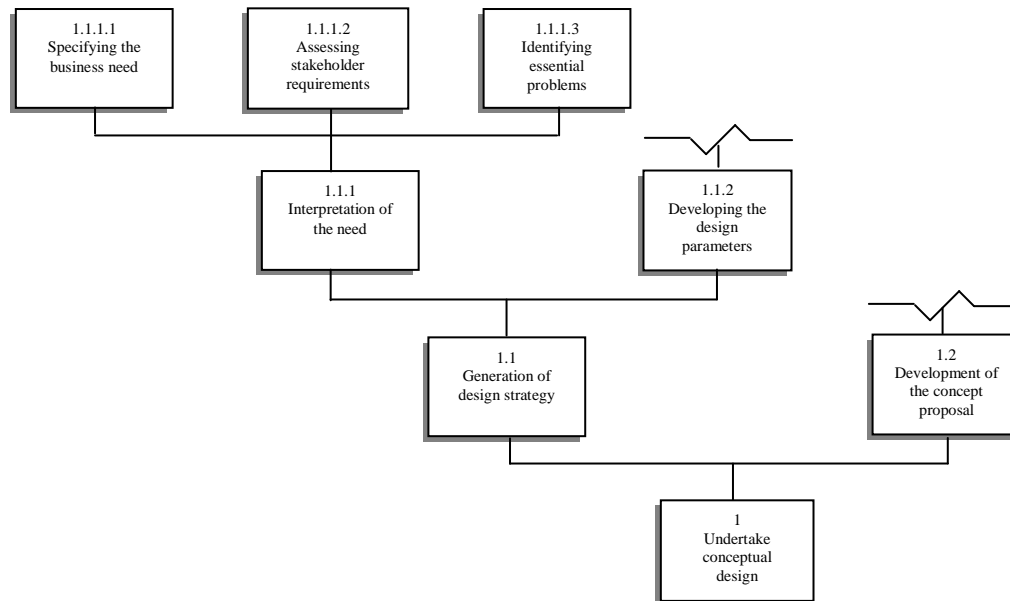 1.1.1.1
Specifying the
business need
1.1.1.2
Assessing
stakeholder
requirements
1.1.1.3
Identifying
essential
problems
1.1.1
Interpretation of
the need
1.1.2
Developing the
design
parameters
1.1
Generation of
design strategy
1.2
Development of
the concept
proposal
1
Undertake
conceptual
design